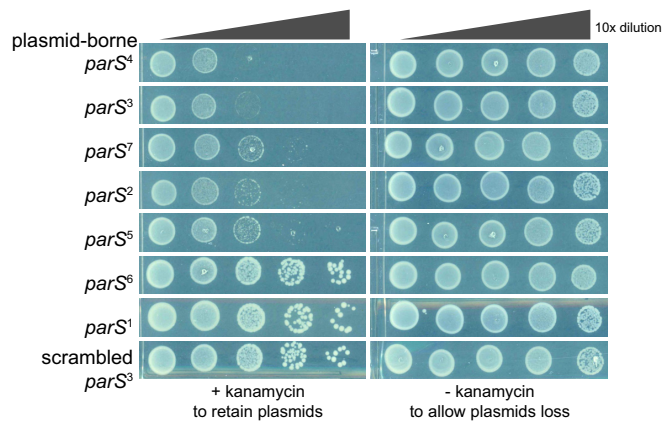 10x dilution
plasmid-borne
parS⁴
parS³
parS⁷
parS²
parS⁵
parS⁶
parS¹
scrambled
parS³
+ kanamycin
to retain plasmids
- kanamycin
to allow plasmids loss